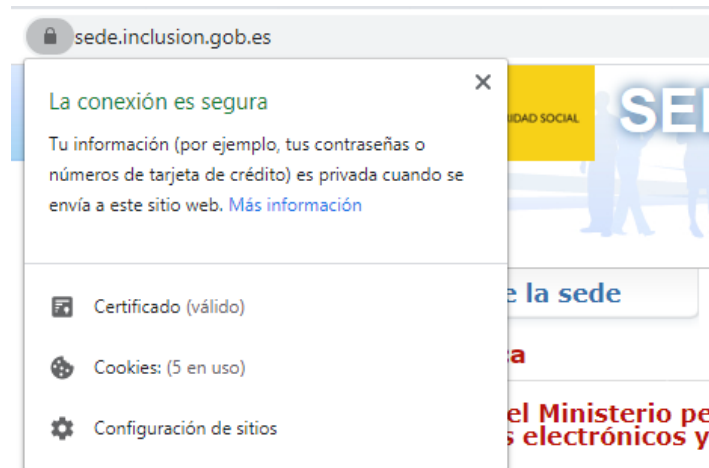 sede.inclusion.gob.es
La conexión es segura
Tu información (por ejemplo, tus contraseñas o
números de tarjeta de crédito) es privada cuando se
envía a este sitio web. Más información
Certificado (válido)
Cookies: (5 en uso)
Configuración de sitios
IDAD SOCIAL
SE
e la sede
a
el Ministerio pe
s electrónicos y